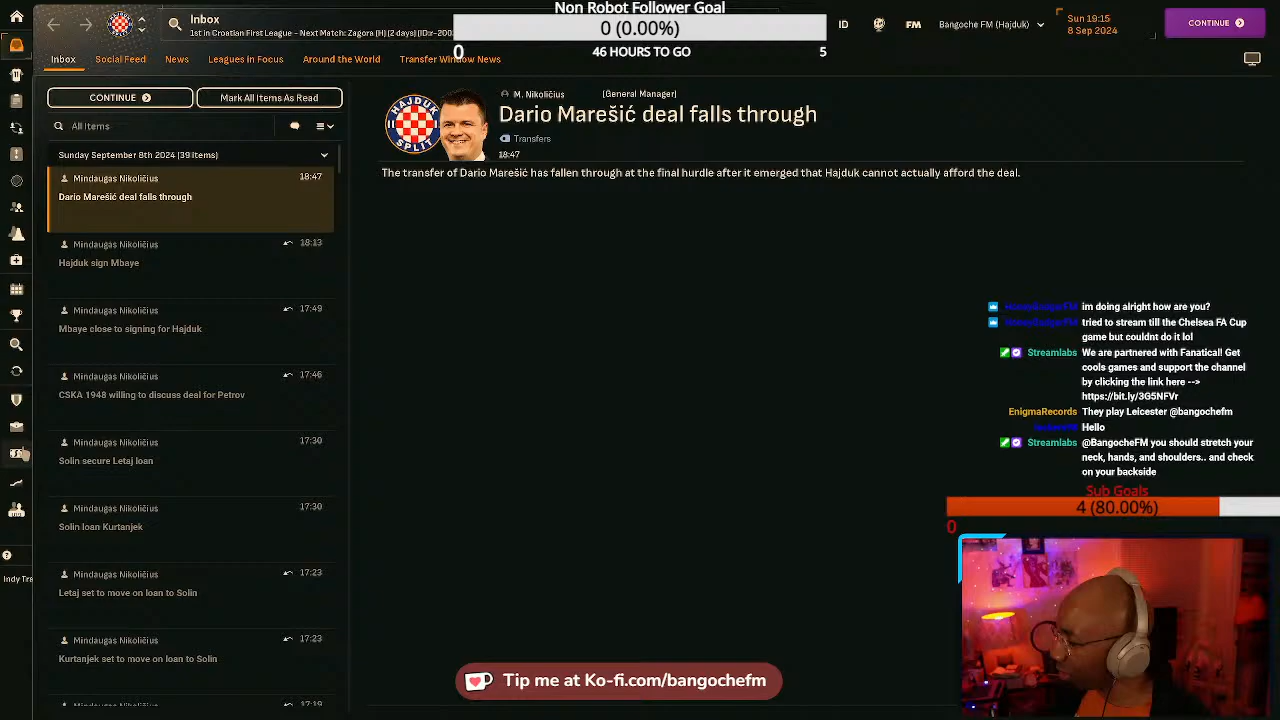 Non Robot Follower Goal
0 (0.00%)
0
46 HOURS TO GO
5
Inbox
1st in Croatian First League - Next Match: Zagora (H) (2 days)
ID
FM
Bangoche FM (Hajduk)
Sun 19:15
8 Sep 2024
CONTINUE
Inbox
Social Feed
News
Leagues in Focus
Around the World
Transfer Window News
CONTINUE
Mark All Items As Read
All Items
Sunday September 8th 2024 (39 items)
Mindaugas Nikoličius
18:47
Dario Marešić deal falls through
Mindaugas Nikoličius
18:13
Hajduk sign Mbaye
Mindaugas Nikoličius
17:49
Mbaye close to signing for Hajduk
Mindaugas Nikoličius
17:46
CSKA 1948 willing to discuss deal for Petrov
Mindaugas Nikoličius
17:30
Solin secure Letaj loan
Mindaugas Nikoličius
17:30
Solin loan Kurtanjek
Mindaugas Nikoličius
17:23
Letaj set to move on loan to Solin
Mindaugas Nikoličius
17:23
Kurtanjek set to move on loan to Solin
Mindaugas Nikoličius
17:19
HAJDUK
SPLIT
M. Nikoličius
(General Manager)
Dario Marešić deal falls through
Transfers
18:47
The transfer of Dario Marešić has fallen through at the final hurdle after it emerged that Hajduk cannot actually afford the deal.
im doing alright how are you?
tried to stream till the Chelsea FA Cup
game but couldnt do it lol
Streamlabs
We are partnered with Fanatical! Get
cools games and support the channel
by clicking the link here -->
https://bit.ly/3G5NFVr
EnigmaRecords
They play Leicester @bangochefm
Hello
Streamlabs
@BangocheFM you should stretch your
neck, hands, and shoulders.. and check
on your backside
Sub Goals
4 (80.00%)
0
Indy Tre
Tip me at Ko-fi.com/bangochefm